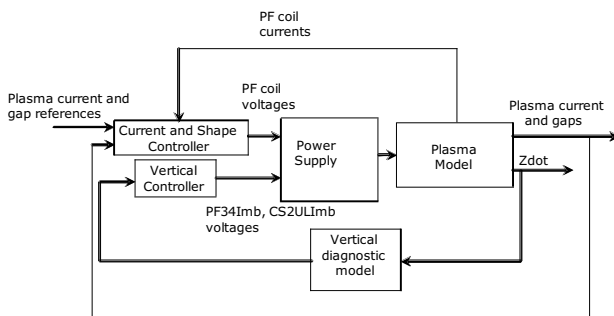 PF coil
currents
Plasma current and
gap references
PF coil
voltages
Plasma current
and gaps
Current and Shape
Controller
Power
Supply
Plasma
Model
Zdot
Vertical
Controller
PF34Imb, CS2ULImb
voltages
Vertical
diagnostic
model